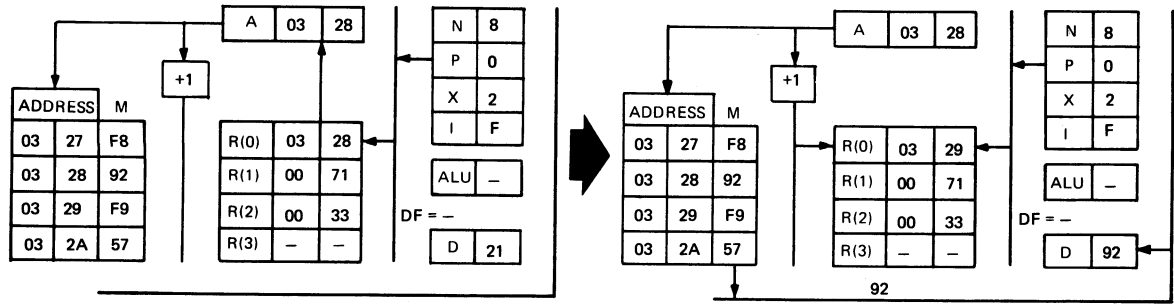 A 03 28
+1
ADDRESS M
03 27 F8
03 28 92
03 29 F9
03 2A 57
R(0) 03 28
R(1) 00 71
R(2) 00 33
R(3) – –
N 8
P 0
X 2
I F
ALU –
DF = –
D 21
A 03 28
+1
ADDRESS M
03 27 F8
03 28 92
03 29 F9
03 2A 57
R(0) 03 29
R(1) 00 71
R(2) 00 33
R(3) – –
N 8
P 0
X 2
I F
ALU –
DF = –
D 92
92